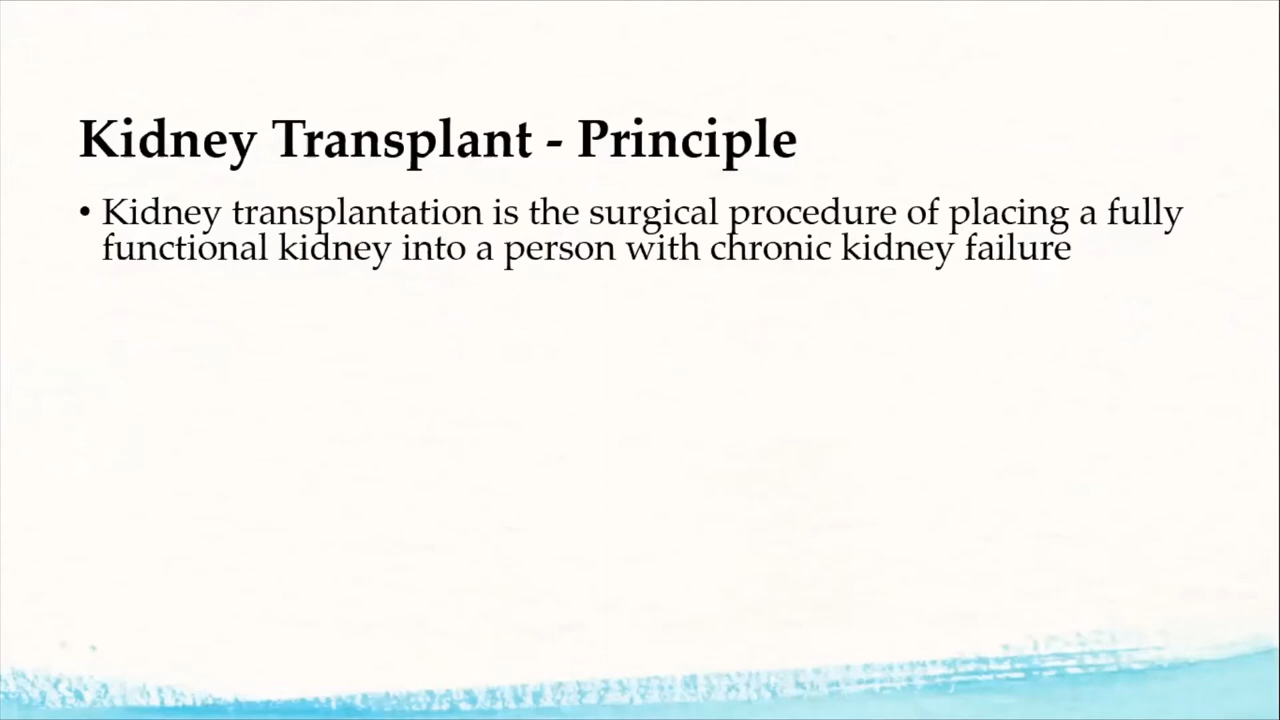 Kidney Transplant - Principle
• Kidney transplantation is the surgical procedure of placing a fully
functional kidney into a person with chronic kidney failure